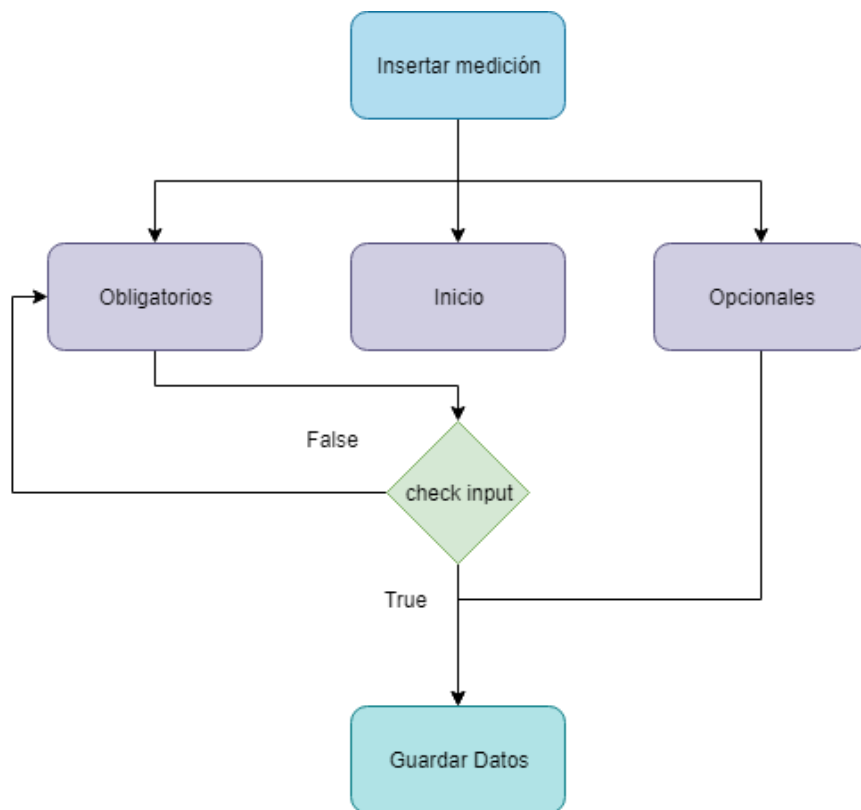 Insertar medición
Obligatorios
Inicio
Opcionales
False
check input
True
Guardar Datos